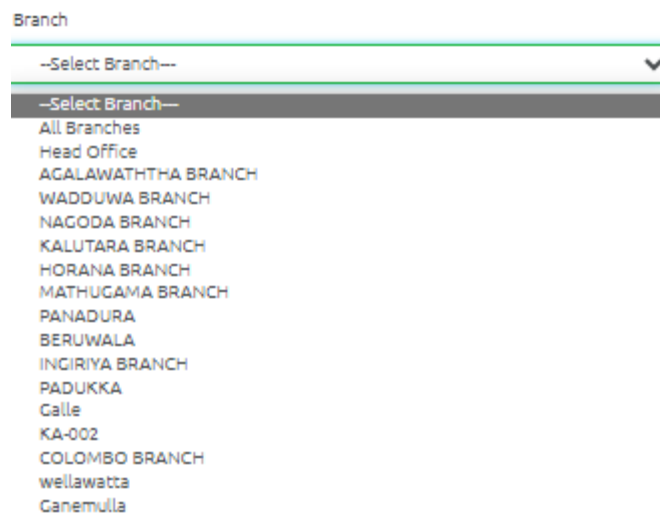 Branch
--Select Branch---
--Select Branch---
All Branches
Head Office
AGALAWATHTHA BRANCH
WADDUWA BRANCH
NAGODA BRANCH
KALUTARA BRANCH
HORANA BRANCH
MATHUGAMA BRANCH
PANADURA
BERUWALA
INGIRIYA BRANCH
PADUKKA
Galle
KA-002
COLOMBO BRANCH
wellawatta
Ganemulla